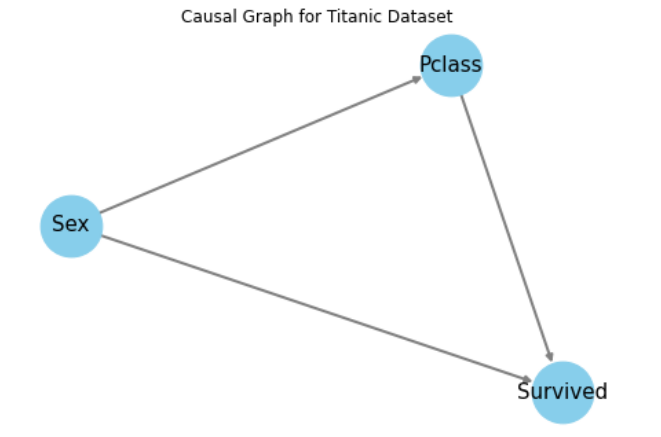 Causal Graph for Titanic Dataset
Pclass
Sex
Survived